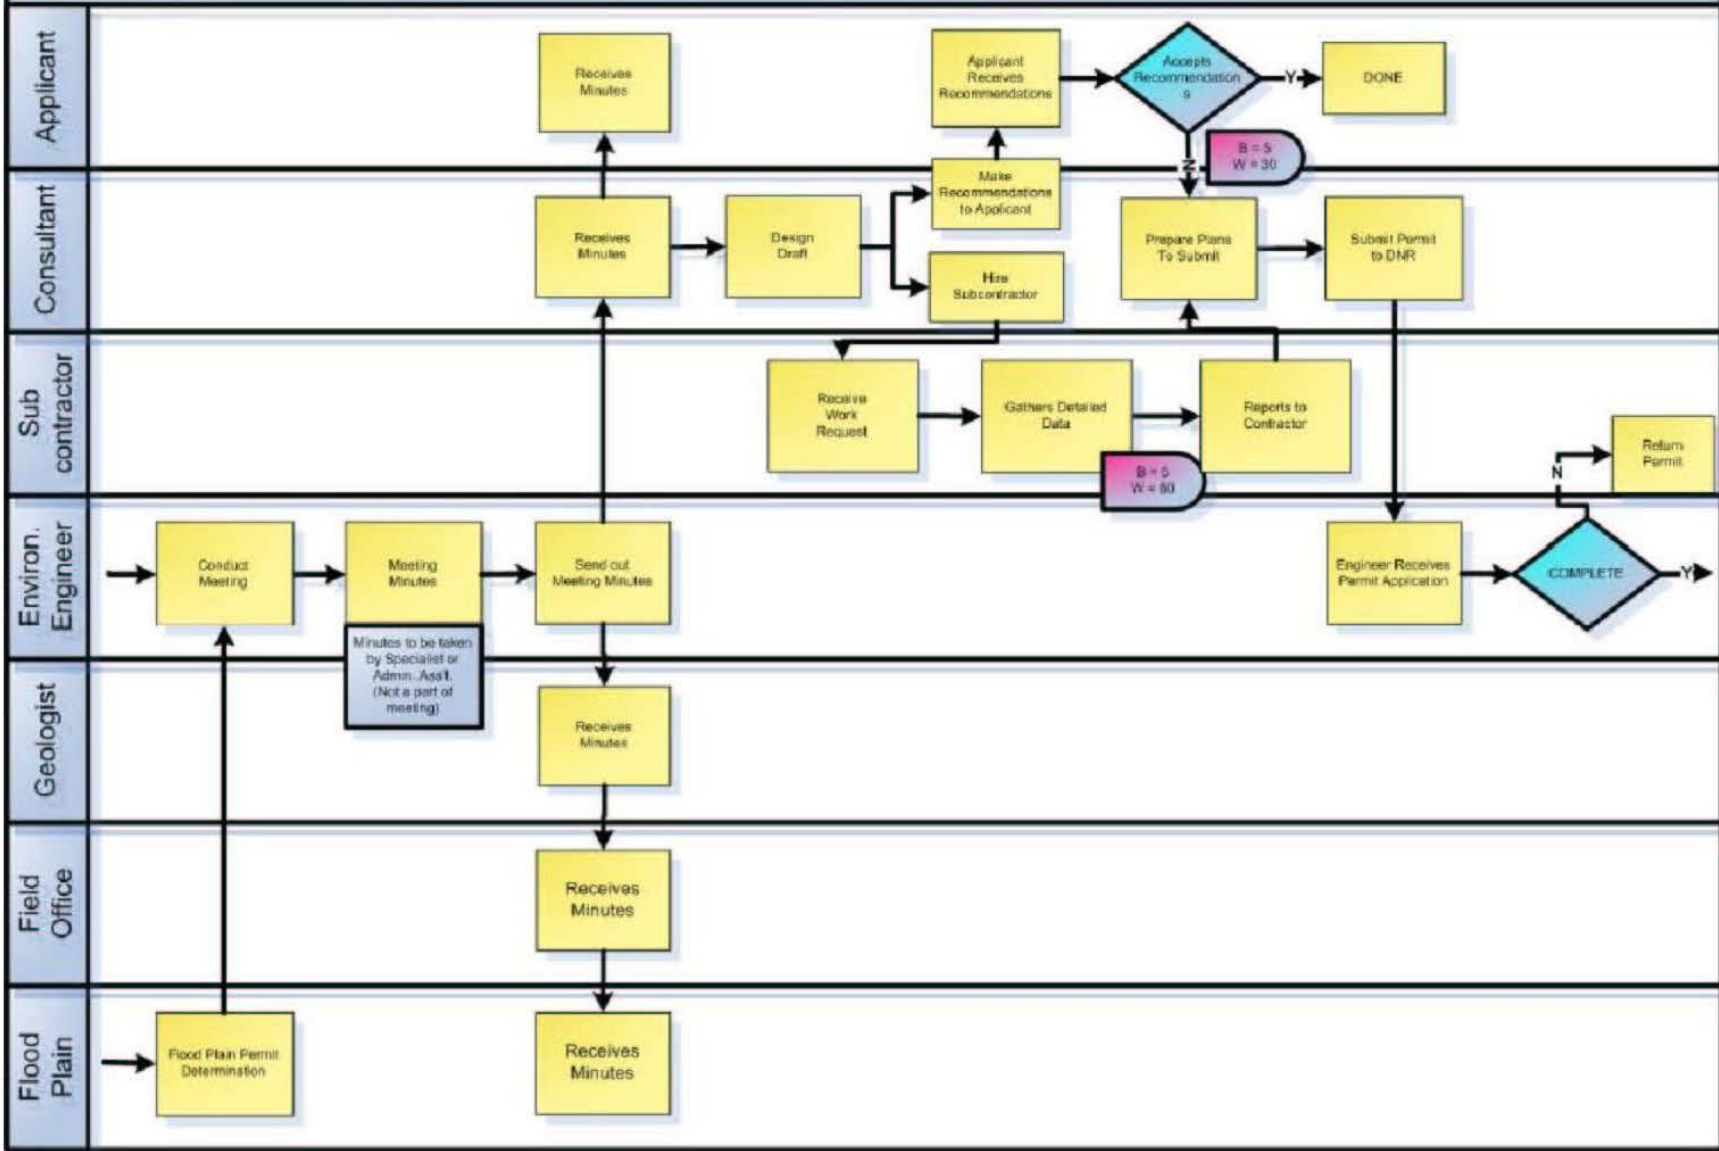 Applicant
Receives
Minutes
Applicant
Receives
Recommendations
Accepts
Recommendation
s
Y
DONE
N
B = 5
W = 30
Consultant
Receives
Minutes
Design
Draft
Make
Recommendations
to Applicant
Hire
Subcontractor
Prepare Plans
To Submit
Submit Permit
to DNR
Sub
contractor
Receive
Work
Request
Gathers Detailed
Data
B = 5
W = 60
Reports to
Contractor
Return
Permit
N
Environ.
Engineer
Conduct
Meeting
Meeting
Minutes
Minutes to be taken
by Specialist or
Admin. Ass't.
(Not a part of
meeting)
Send out
Meeting Minutes
Engineer Receives
Permit Application
COMPLETE
Y
Geologist
Receives
Minutes
Field
Office
Receives
Minutes
Flood
Plain
Flood Plain Permit
Determination
Receives
Minutes